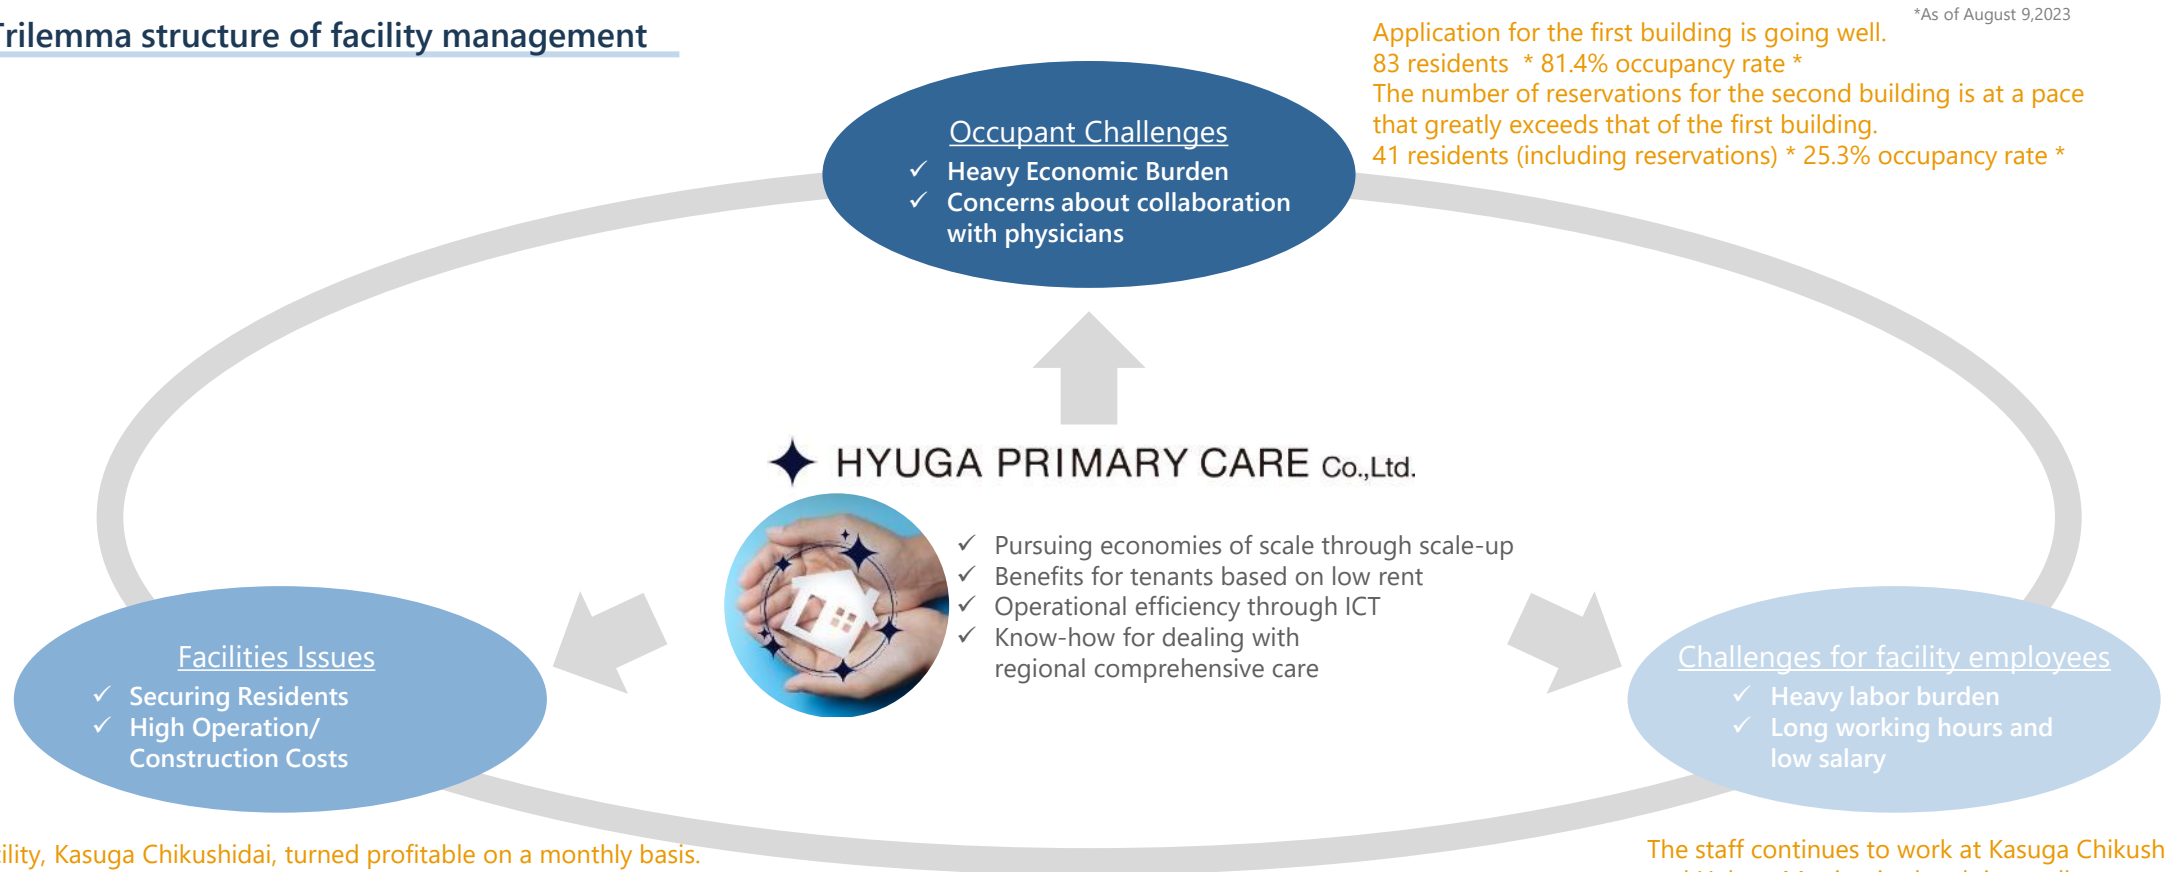 *As of August 9,2023
Trilemma structure of facility management
Application for the first building is going well.
83 residents * 81.4% occupancy rate *
The number of reservations for the second building is at a pace
that greatly exceeds that of the first building.
41 residents (including reservations) * 25.3% occupancy rate *
Occupant Challenges
✓ Heavy Economic Burden
✓ Concerns about collaboration
with physicians
HYUGA PRIMARY CARE Co.,Ltd.
✓ Pursuing economies of scale through scale-up
✓ Benefits for tenants based on low rent
✓ Operational efficiency through ICT
✓ Know-how for dealing with
regional comprehensive care
Facilities Issues
✓ Securing Residents
✓ High Operation/
Construction Costs
Challenges for facility employees
✓ Heavy labor burden
✓ Long working hours and
low salary
ility, Kasuga Chikushidai, turned profitable on a monthly basis.
The staff continues to work at Kasuga Chikush